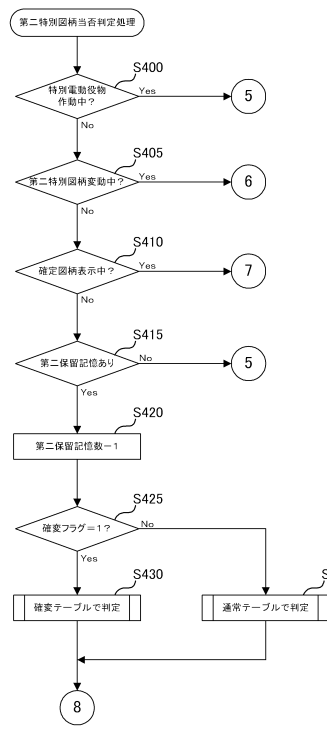 第二特別図柄当否判定処理
S400
特別電動役物
作動中？
Yes
5
No
S405
第二特別図柄変動中？
Yes
6
No
S410
確定図柄表示中？
Yes
7
No
S415
第二保留記憶あり
No
5
Yes
S420
第二保留記憶数－1
S425
確変フラグ＝1？
No
Yes
S430
確変テーブルで判定
通常テーブルで判定
8